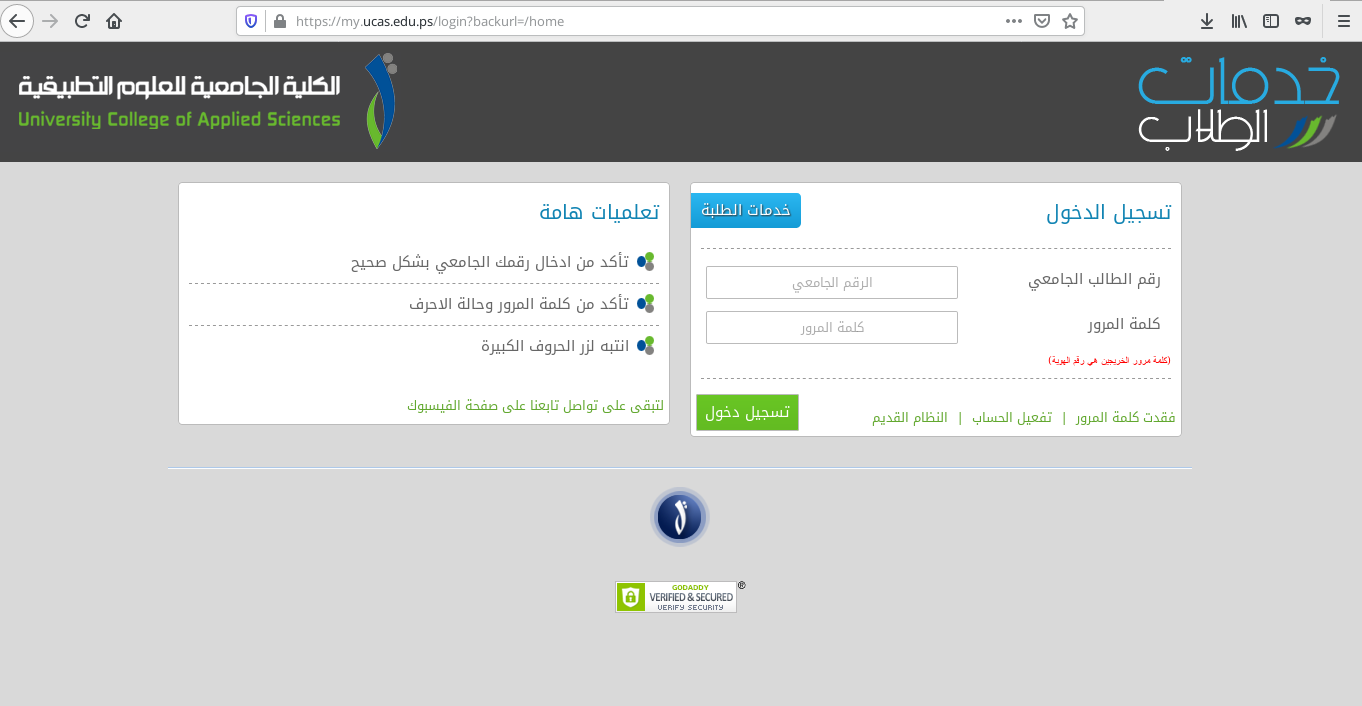 https://my.ucas.edu.ps/login?backurl=/home
خدمات
الطلاب
الكلية الجامعية للعلوم التطبيقية
University College of Applied Sciences
تسجيل الدخول
خدمات الطلبة
رقم الطالب الجامعي
الرقم الجامعي
كلمة المرور
كلمة المرور
(كلمة مرور الخريجين هي رقم الهوية)
فقدت كلمة المرور | تفعيل الحساب | النظام القديم
تسجيل دخول
تعلميات هامة
تأكد من ادخال رقمك الجامعي بشكل صحيح
تأكد من كلمة المرور وحالة الاحرف
انتبه لزر الحروف الكبيرة
لتبقى على تواصل تابعنا على صفحة الفيسبوك
GODADDY
VERIFIED & SECURED
VERIFY SECURITY
®